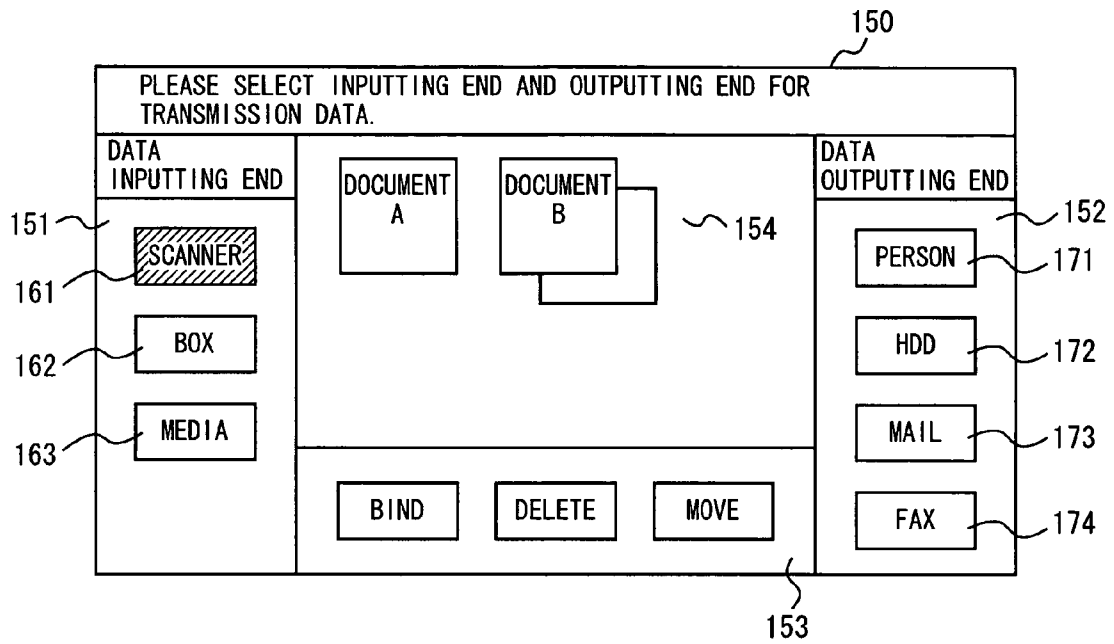 150
PLEASE SELECT INPUTTING END AND OUTPUTTING END FOR
TRANSMISSION DATA.
DATA
INPUTTING END
151
SCANNER
161
BOX
162
MEDIA
163
DOCUMENT
A
DOCUMENT
B
154
BIND
DELETE
MOVE
153
DATA
OUTPUTTING END
152
PERSON
171
HDD
172
MAIL
173
FAX
174